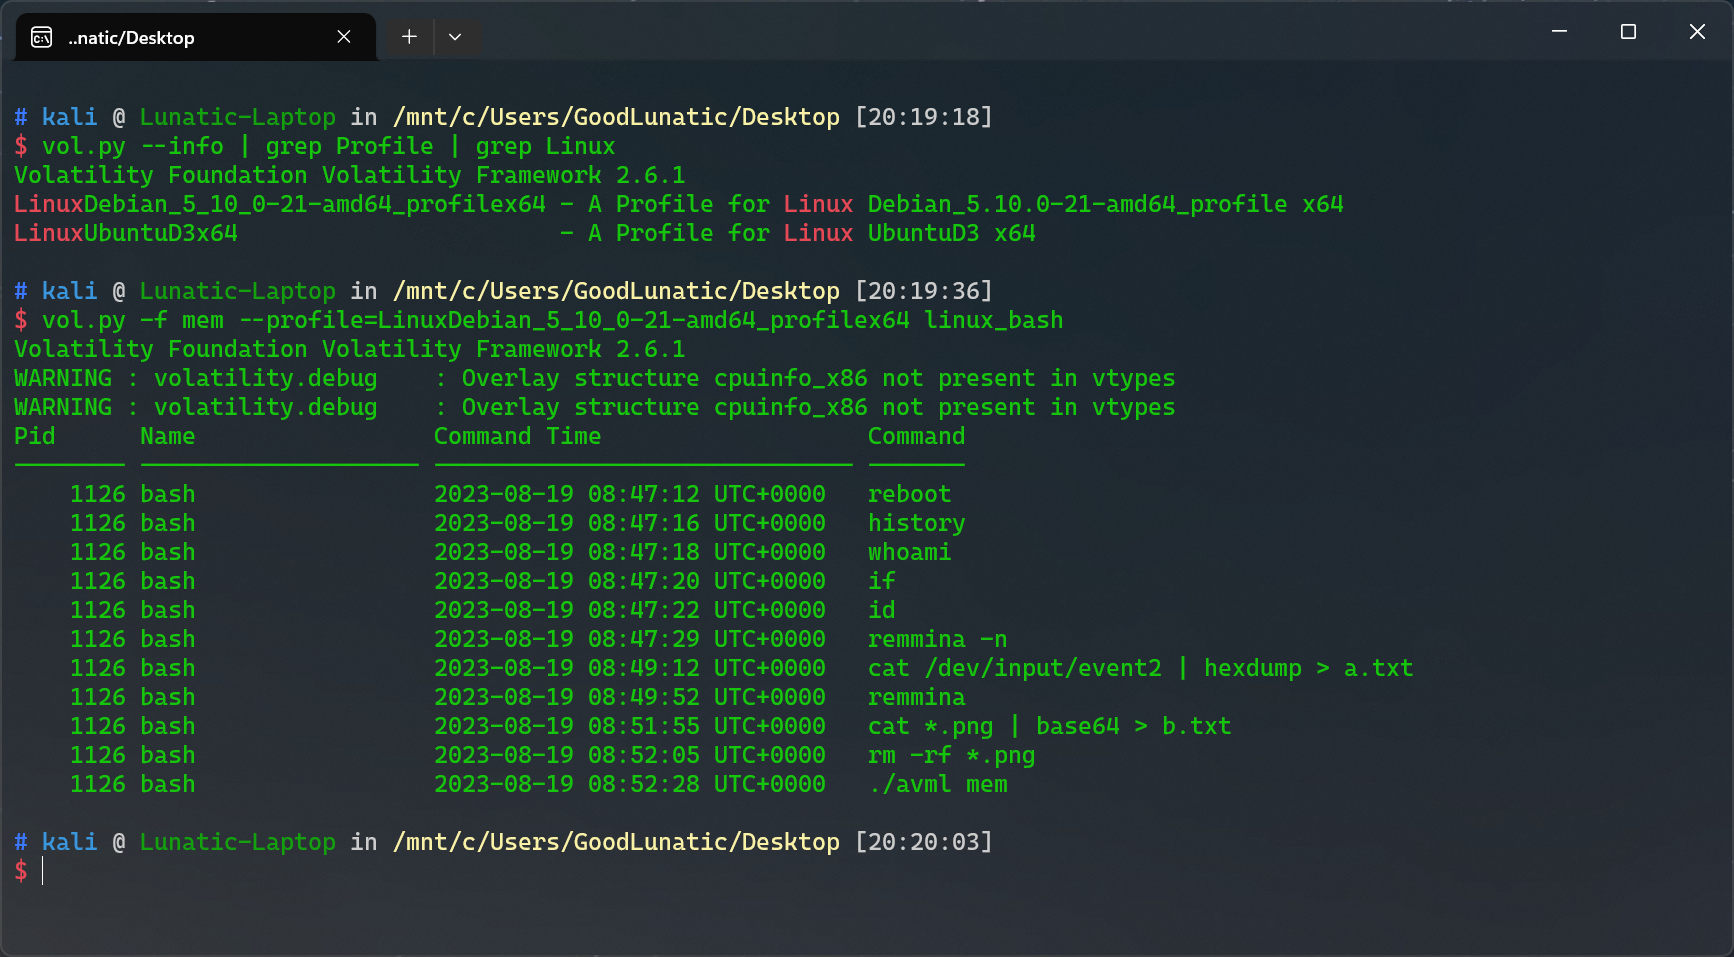 ..natic/Desktop
# kali @ Lunatic-Laptop in /mnt/c/Users/GoodLunatic/Desktop [20:19:18]
$ vol.py --info | grep Profile | grep Linux
Volatility Foundation Volatility Framework 2.6.1
LinuxDebian_5_10_0-21-amd64_profilex64 - A Profile for Linux Debian_5.10.0-21-amd64_profile x64
LinuxUbuntuD3x64                       - A Profile for Linux UbuntuD3 x64
# kali @ Lunatic-Laptop in /mnt/c/Users/GoodLunatic/Desktop [20:19:36]
$ vol.py -f mem --profile=LinuxDebian_5_10_0-21-amd64_profilex64 linux_bash
Volatility Foundation Volatility Framework 2.6.1
WARNING : volatility.debug    : Overlay structure cpuinfo_x86 not present in vtypes
WARNING : volatility.debug    : Overlay structure cpuinfo_x86 not present in vtypes
Pid      Name                 Command Time                   Command
-------- -------------------- ------------------------------ -------
    1126 bash                 2023-08-19 08:47:12 UTC+0000   reboot
    1126 bash                 2023-08-19 08:47:16 UTC+0000   history
    1126 bash                 2023-08-19 08:47:18 UTC+0000   whoami
    1126 bash                 2023-08-19 08:47:20 UTC+0000   if
    1126 bash                 2023-08-19 08:47:22 UTC+0000   id
    1126 bash                 2023-08-19 08:47:29 UTC+0000   remmina -n
    1126 bash                 2023-08-19 08:49:12 UTC+0000   cat /dev/input/event2 | hexdump > a.txt
    1126 bash                 2023-08-19 08:49:52 UTC+0000   remmina
    1126 bash                 2023-08-19 08:51:55 UTC+0000   cat *.png | base64 > b.txt
    1126 bash                 2023-08-19 08:52:05 UTC+0000   rm -rf *.png
    1126 bash                 2023-08-19 08:52:28 UTC+0000   ./avml mem
# kali @ Lunatic-Laptop in /mnt/c/Users/GoodLunatic/Desktop [20:20:03]
$